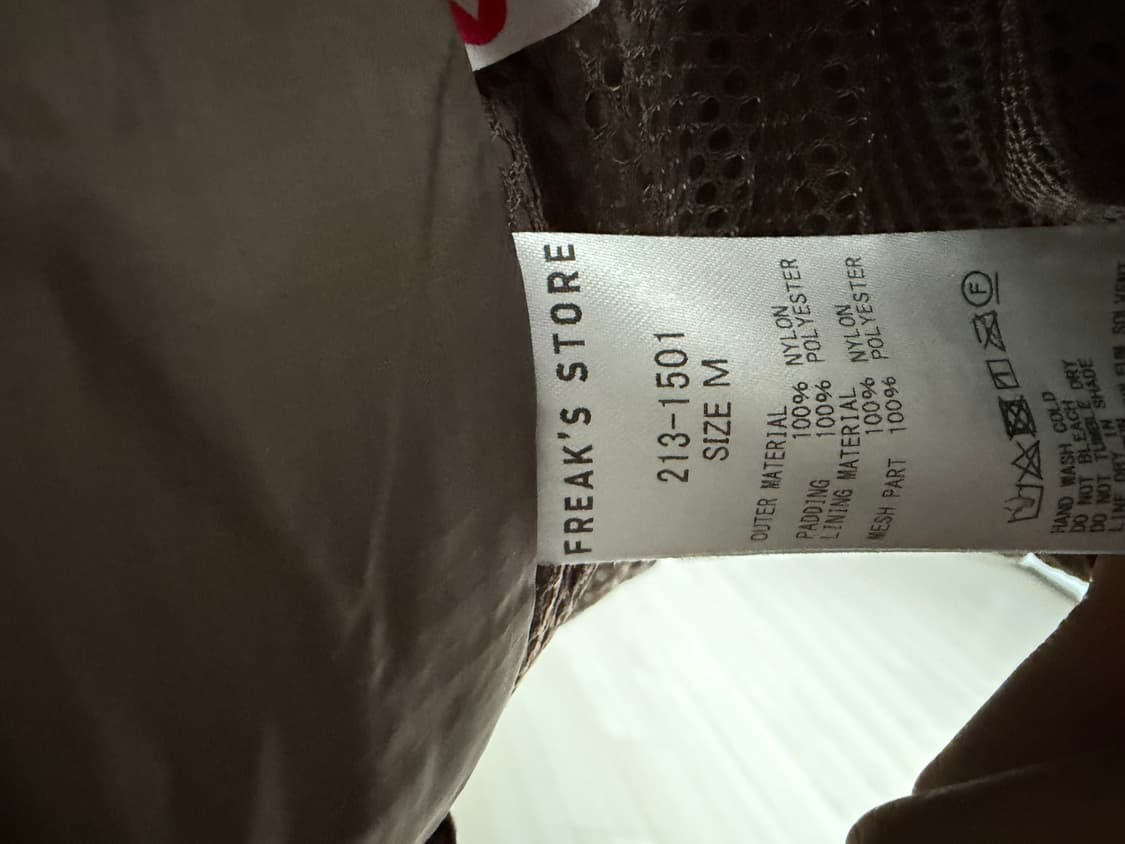 FREAK'S STORE
213-1501
SIZE M
OUTER MATERIAL
100% NYLON
PADDING 100% POLYESTER
LINING MATERIAL
100% NYLON
MESH PART 100% POLYESTER
F
HAND WASH COLD
DO NOT BLEACH
DO NOT TUMBLE DRY
LINE DRY IN SHADE
SOLVENT